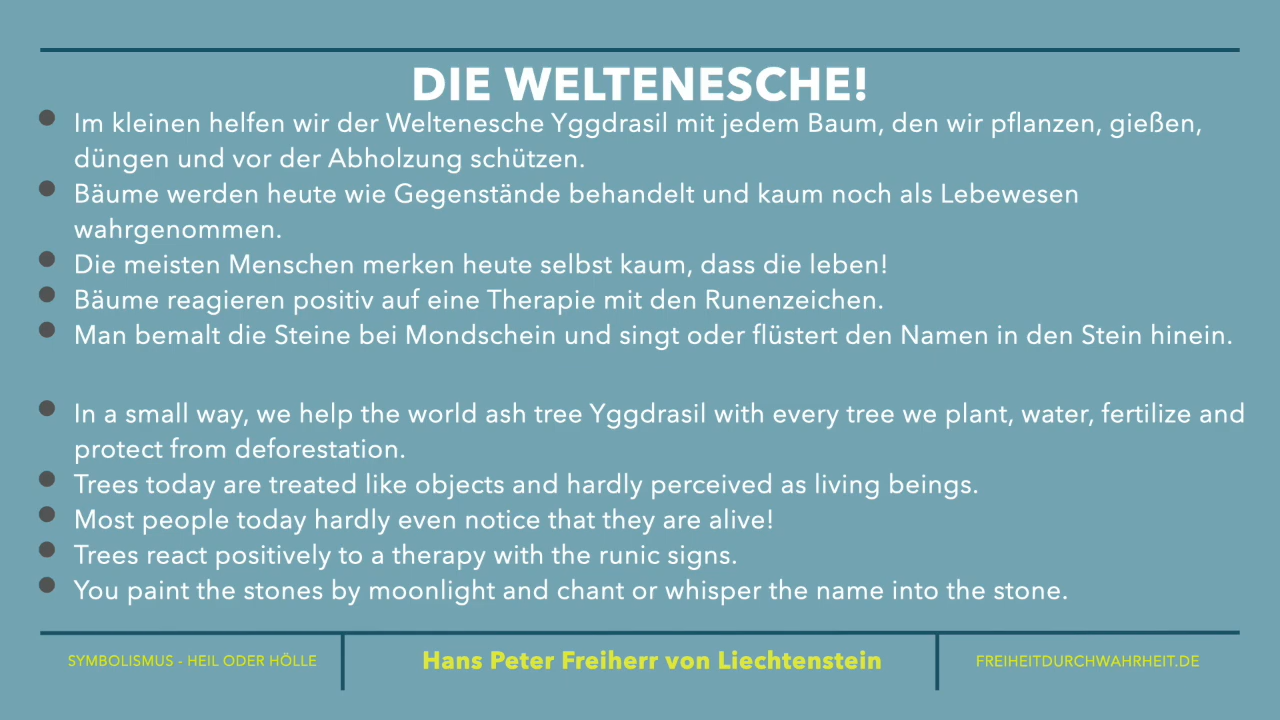 DIE WELTENESCHE!
Im kleinen helfen wir der Weltenesche Yggdrasil mit jedem Baum, den wir pflanzen, gießen,
düngen und vor der Abholzung schützen.
Bäume werden heute wie Gegenstände behandelt und kaum noch als Lebewesen
wahrgenommen.
Die meisten Menschen merken heute selbst kaum, dass die leben!
Bäume reagieren positiv auf eine Therapie mit den Runenzeichen.
Man bemalt die Steine bei Mondschein und singt oder flüstert den Namen in den Stein hinein.
In a small way, we help the world ash tree Yggdrasil with every tree we plant, water, fertilize and
protect from deforestation.
Trees today are treated like objects and hardly perceived as living beings.
Most people today hardly even notice that they are alive!
Trees react positively to a therapy with the runic signs.
You paint the stones by moonlight and chant or whisper the name into the stone.
SYMBOLISMUS - HEIL ODER HÖLLE
Hans Peter Freiherr von Liechtenstein
FREIHEITDURCHWAHRHEIT.DE